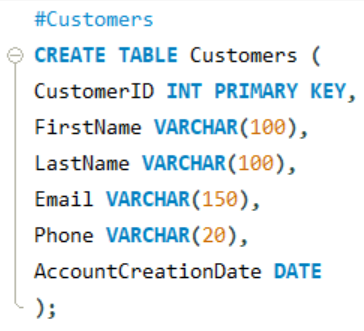 #Customers
CREATE TABLE Customers (
CustomerID INT PRIMARY KEY,
FirstName VARCHAR(100),
LastName VARCHAR(100),
Email VARCHAR(150),
Phone VARCHAR(20),
AccountCreationDate DATE
);